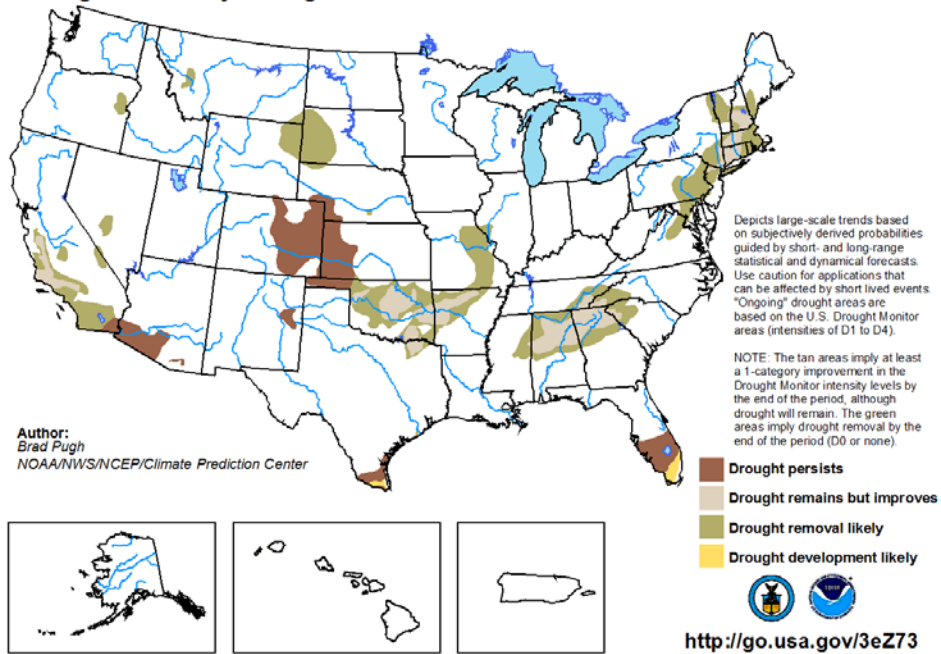 Depicts large-scale trends based
on subjectively derived probabilities
guided by short- and long-range
statistical and dynamical forecasts.
Use caution for applications that
can be affected by short lived events.
"Ongoing" drought areas are
based on the U.S. Drought Monitor
areas (intensities of D1 to D4).
NOTE: The tan areas imply at least
a 1-category improvement in the
Drought Monitor intensity levels by
the end of the period, although
drought will remain. The green
areas imply drought removal by the
end of the period (D0 or none).
Author:
Brad Pugh
NOAA/NWS/NCEP/Climate Prediction Center
Drought persists
Drought remains but improves
Drought removal likely
Drought development likely
http://go.usa.gov/3eZ73